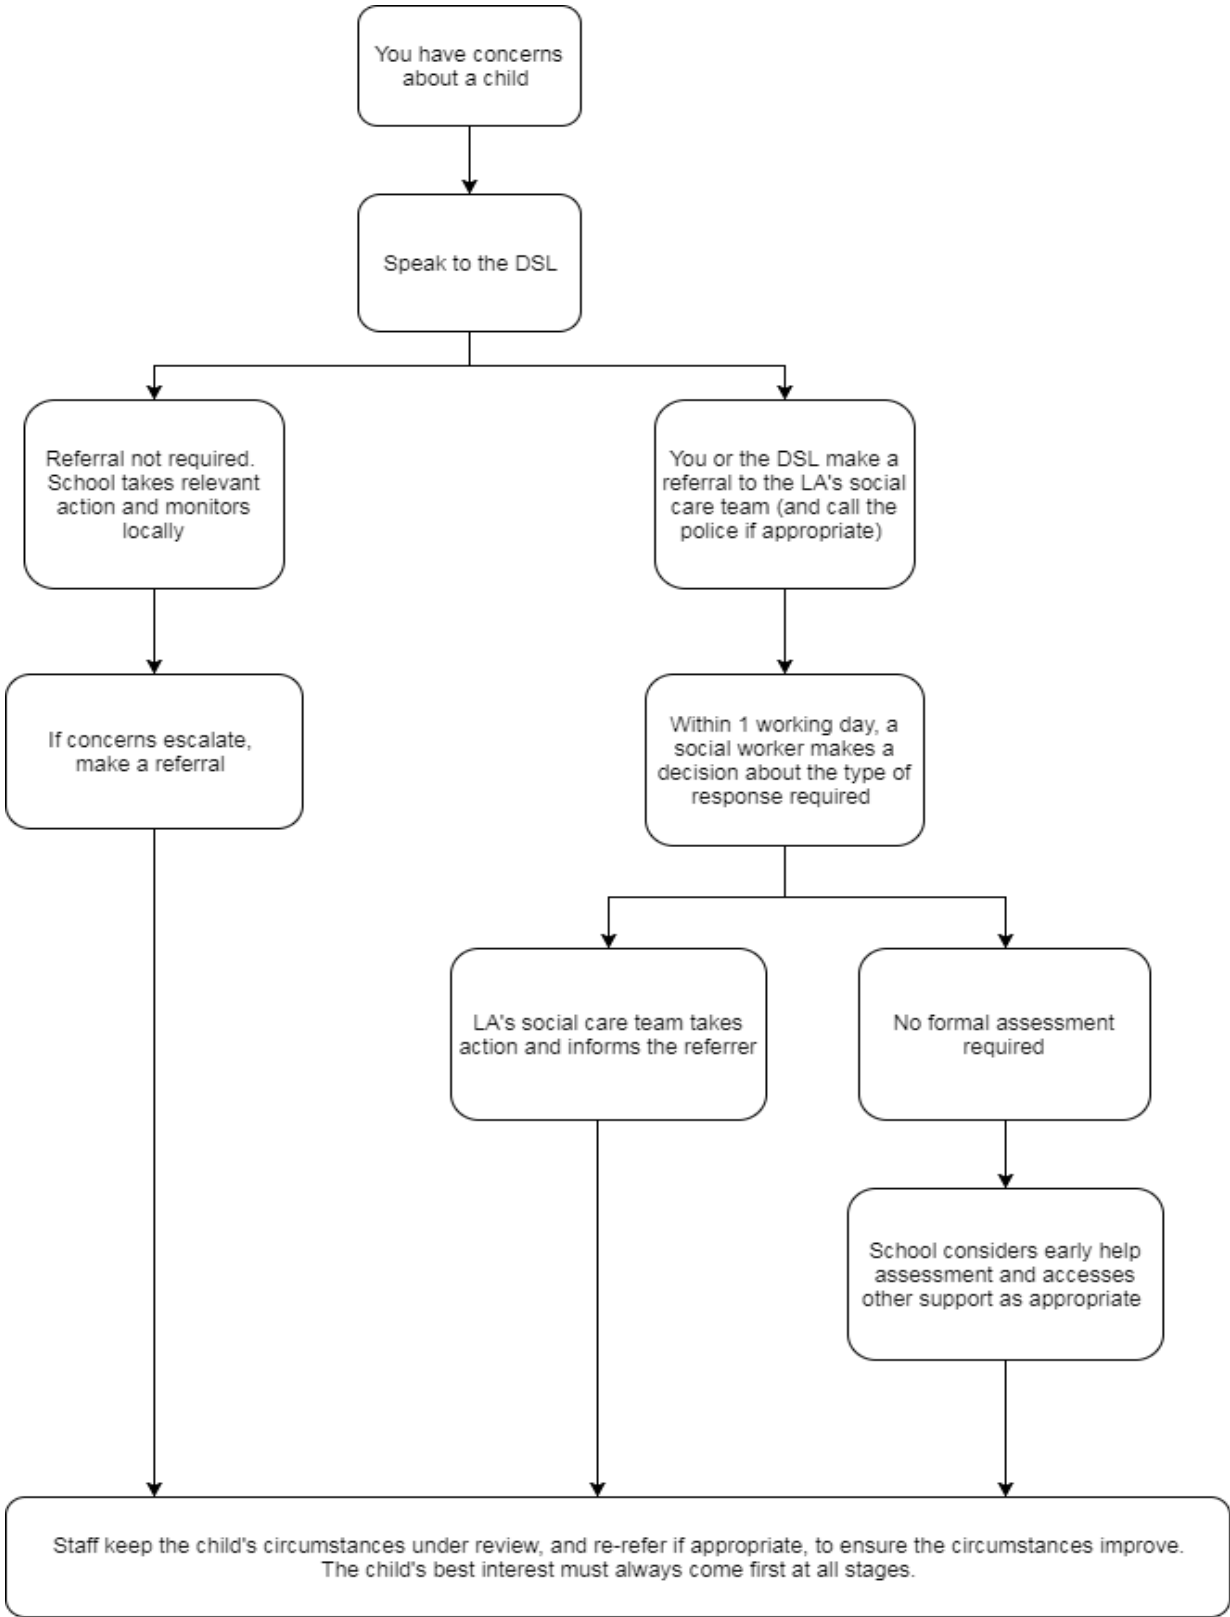 You have concerns
about a child
Speak to the DSL
Referral not required.
School takes relevant
action and monitors
locally
You or the DSL make a
referral to the LA's social
care team (and call the
police if appropriate)
If concerns escalate,
make a referral
Within 1 working day, a
social worker makes a
decision about the type of
response required
LA's social care team takes
action and informs the referrer
No formal assessment
required
School considers early help
assessment and accesses
other support as appropriate
Staff keep the child's circumstances under review, and re-refer if appropriate, to ensure the circumstances improve.
The child's best interest must always come first at all stages.